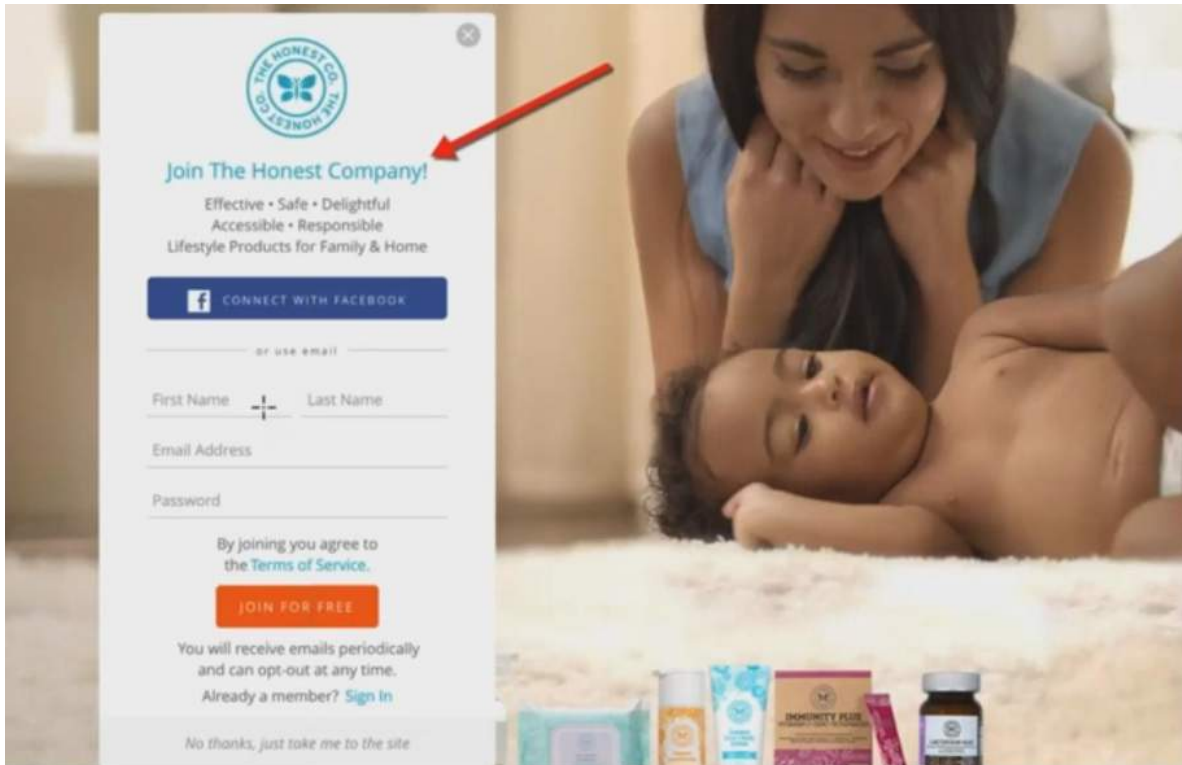 THE HONEST CO. THE HONEST CO.
Join The Honest Company!
Effective • Safe • Delightful
Accessible • Responsible
Lifestyle Products for Family & Home
f CONNECT WITH FACEBOOK
or use email
First Name Last Name
Email Address
Password
By joining you agree to
the Terms of Service.
JOIN FOR FREE
You will receive emails periodically
and can opt-out at any time.
Already a member? Sign In
No thanks, just take me to the site
IMMUNITY PLUS